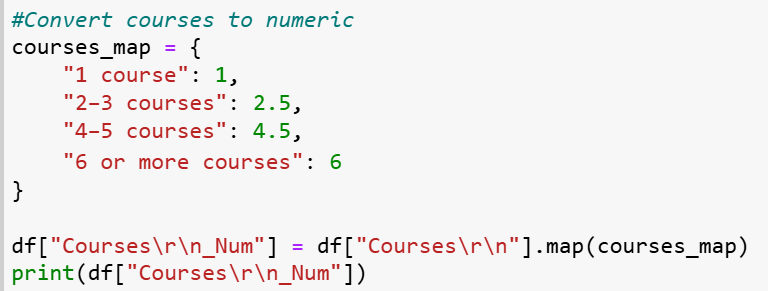 #Convert courses to numeric
courses_map = {
    "1 course": 1,
    "2–3 courses": 2.5,
    "4–5 courses": 4.5,
    "6 or more courses": 6
}

df["Courses\r\n_Num"] = df["Courses\r\n"].map(courses_map)
print(df["Courses\r\n_Num"])